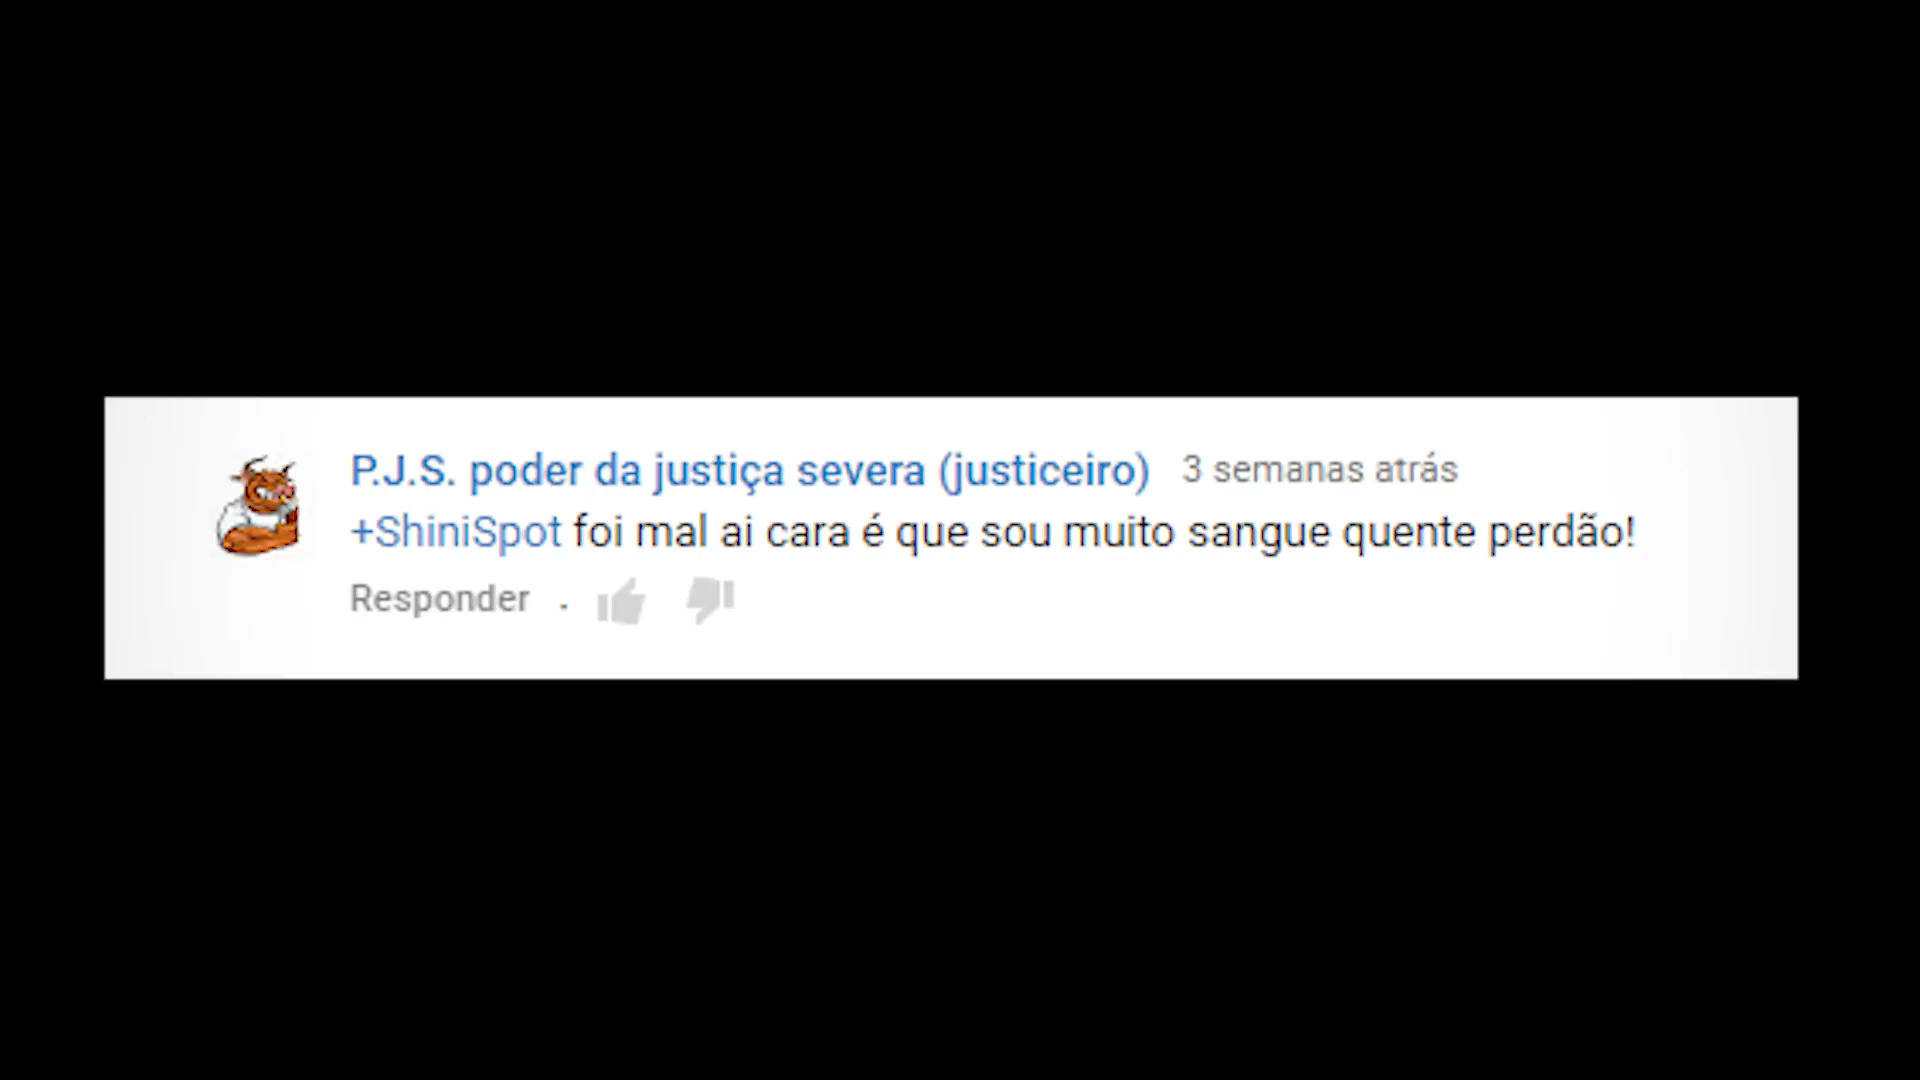 P.J.S. poder da justiça severa (justiceiro) 3 semanas atrás
+ShiniSpot foi mal ai cara é que sou muito sangue quente perdão!
Responder .